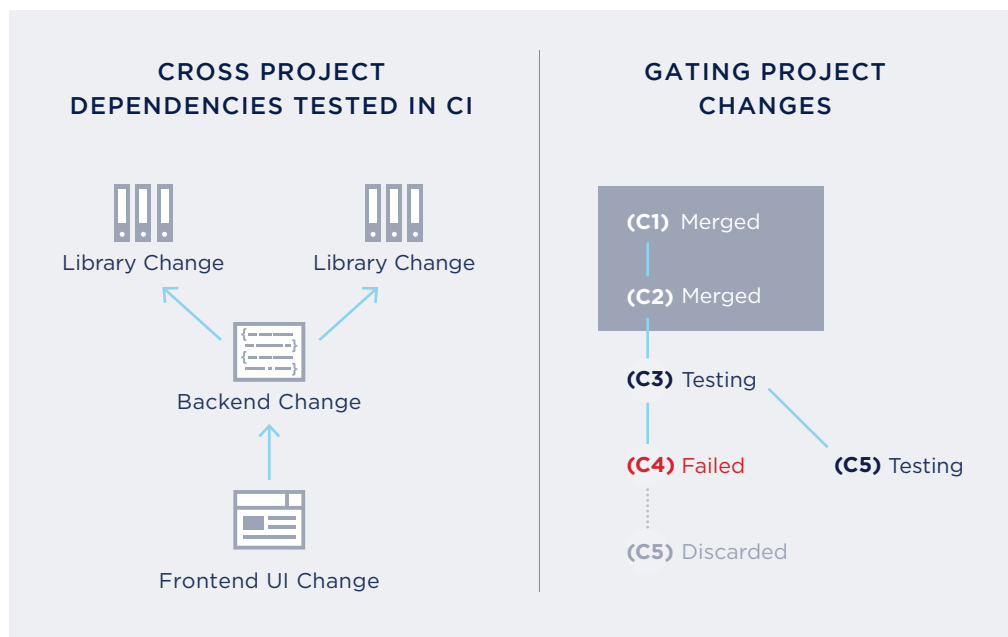 CROSS PROJECT
DEPENDENCIES TESTED IN CI
Library Change
Library Change
Backend Change
Frontend UI Change
GATING PROJECT
CHANGES
(C1) Merged
(C2) Merged
(C3) Testing
(C4) Failed
(C5) Testing
(C5) Discarded